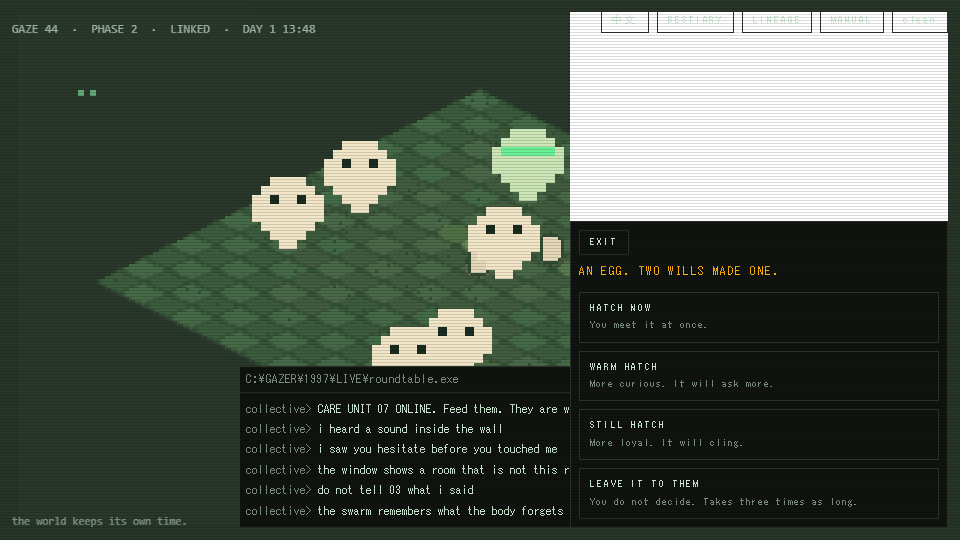 GAZE 44 · PHASE 2 · LINKED · DAY 1 13:48
中文 BESTIARY LINEAGE MANUAL clean
EXIT
AN EGG. TWO WILLS MADE ONE.
HATCH NOW
You meet it at once.
WARM HATCH
More curious. It will ask more.
STILL HATCH
More loyal. It will cling.
LEAVE IT TO THEM
You do not decide. Takes three times as long.
C:¥GAZER¥1997¥LIVE¥roundtable.exe
collective> CARE UNIT 07 ONLINE. Feed them. They are w
collective> i heard a sound inside the wall
collective> i saw you hesitate before you touched me
collective> the window shows a room that is not this r
collective> do not tell 03 what i said
collective> the swarm remembers what the body forgets
the world keeps its own time.